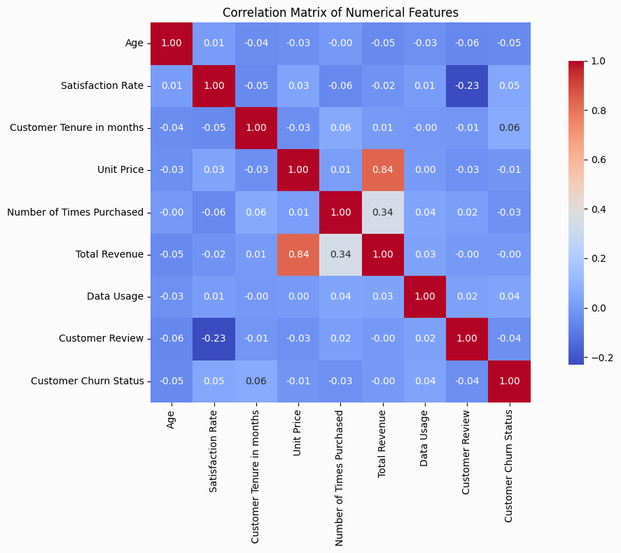 Correlation Matrix of Numerical Features
Age 1.00 0.01 -0.04 -0.03 -0.00 -0.05 -0.03 -0.06 -0.05
Satisfaction Rate 0.01 1.00 -0.05 0.03 -0.06 -0.02 0.01 -0.23 0.05
Customer Tenure in months -0.04 -0.05 1.00 -0.03 0.06 0.01 -0.00 -0.01 0.06
Unit Price -0.03 0.03 -0.03 1.00 0.01 0.84 0.00 -0.03 -0.01
Number of Times Purchased -0.00 -0.06 0.06 0.01 1.00 0.34 0.04 0.02 -0.03
Total Revenue -0.05 -0.02 0.01 0.84 0.34 1.00 0.03 -0.00 -0.00
Data Usage -0.03 0.01 -0.00 0.00 0.04 0.03 1.00 0.02 0.04
Customer Review -0.06 -0.23 -0.01 -0.03 0.02 -0.00 0.02 1.00 -0.04
Customer Churn Status -0.05 0.05 0.06 -0.01 -0.03 -0.00 0.04 -0.04 1.00
Age
Satisfaction Rate
Customer Tenure in months
Unit Price
Number of Times Purchased
Total Revenue
Data Usage
Customer Review
Customer Churn Status
1.0
0.8
0.6
0.4
0.2
0.0
−0.2